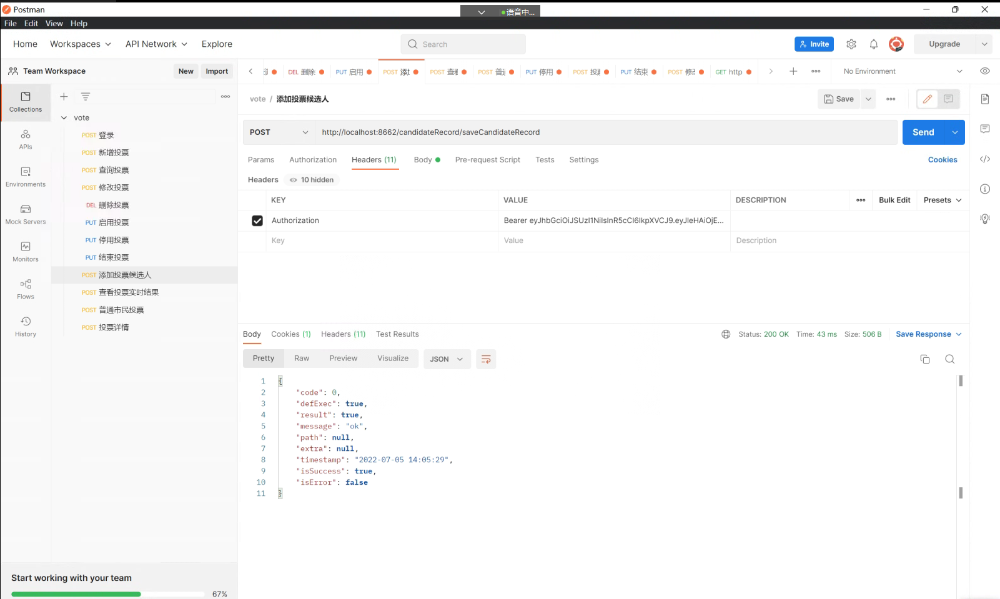 Postman
语音中...
File Edit View Help
Home Workspaces API Network Explore
Search
Invite
Upgrade
Team Workspace
New Import
DEL 删除
PUT 启用
POST
POST
POST
PUT 停用
POST
PUT 结束
POST
GET http
No Environment
Collections
APIs
Environments
Mock Servers
Monitors
Flows
History
vote
POST 登录
POST 新增投票
POST 查询投票
POST 修改投票
DEL 删除投票
PUT 启用投票
PUT 停用投票
PUT 结束投票
POST 添加投票候选人
POST 查看投票实时结果
POST 普通市民投票
POST 投票详情
Start working with your team
67%
vote / 添加投票候选人
Save
POST http://localhost:8662/candidateRecord/saveCandidateRecord
Send
Params Authorization Headers (11) Body Pre-request Script Tests Settings
Cookies
Headers 10 hidden
KEY VALUE DESCRIPTION
Bulk Edit Presets
Authorization Bearer eyJhbGciOiJSUzI1NiIsInR5cCI6IkpXVCJ9.eyJleHAiOjE...
Key Value Description
Body Cookies (1) Headers (11) Test Results
Status: 200 OK Time: 43 ms Size: 506 B
Save Response
Pretty Raw Preview Visualize JSON
1 {
2 "code": 0,
3 "defExec": true,
4 "result": true,
5 "message": "ok",
6 "path": null,
7 "extra": null,
8 "timestamp": "2022-07-05 14:05:29",
9 "isSuccess": true,
10 "isError": false
11 }